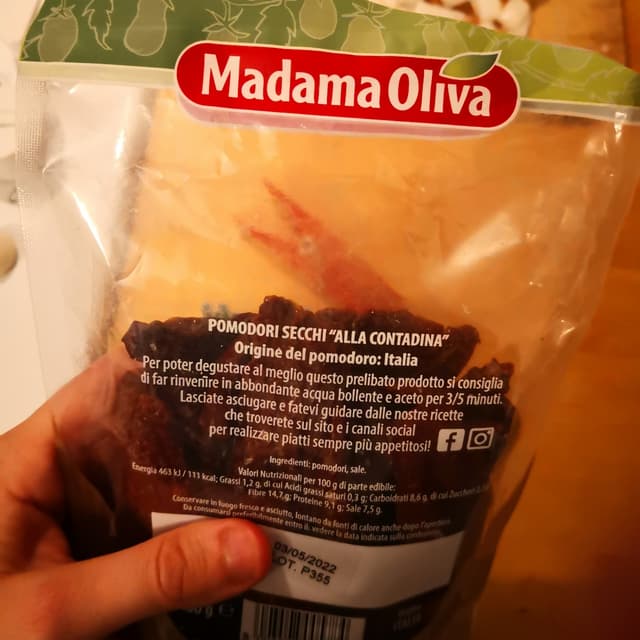 Madama Oliva
POMODORI SECCHI "ALLA CONTADINA"
Origine del pomodoro: Italia
Per poter degustare al meglio questo prelibato prodotto si consiglia
di far rinvenire in abbondante acqua bollente e aceto per 3/5 minuti.
Lasciate asciugare e fatevi guidare dalle nostre ricette
che troverete sul sito e i canali social
per realizzare piatti sempre più appetitosi!
Ingredienti: pomodori, sale.
Valori Nutrizionali per 100 g di parte edibile:
Energia 463 kJ / 111 kcal; Grassi 1,2 g, di cui Acidi grassi saturi 0,3 g; Carboidrati 8,6 g, di cui Zuccheri
Fibre 14,7 g; Proteine 9,1 g; Sale 7,5 g.
Conservare in luogo fresco e asciutto, lontano da fonti di calore anche dopo l'apertura.
Da consumarsi preferibilmente entro il: vedere la data indicata sulla confezione.
03/05/2022
LOT. P355